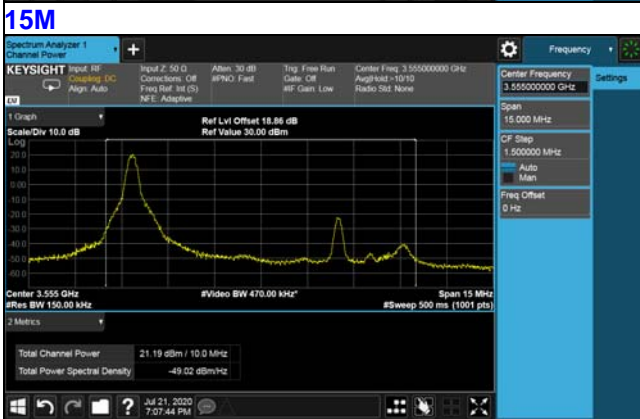 15M
Spectrum Analyzer 1
Channel Power
Frequency
KEYSIGHT Input: RF
Coupling: DC
Align: Auto
Input Z: 50 Ω
Corrections: Off
Freq Ref: Int (S)
NFE: Adaptive
Atten: 30 dB
#PNO: Fast
Trig: Free Run
Gate: Off
#IF Gain: Low
Center Freq: 3.555000000 GHz
Avg|Hold:>10/10
Radio Std: None
LXI
Center Frequency
3.555000000 GHz
Settings
Span
15.000 MHz
CF Step
1.500000 MHz
Auto
Man
Freq Offset
0 Hz
1 Graph
Scale/Div 10.0 dB
Ref Lvl Offset 18.86 dB
Ref Value 30.00 dBm
Log
20.0
10.0
0.00
-10.0
-20.0
-30.0
-40.0
-50.0
-60.0
Center 3.555 GHz
#Res BW 150.00 kHz
#Video BW 470.00 kHz*
Span 15 MHz
#Sweep 500 ms (1001 pts)
2 Metrics
Total Channel Power 21.19 dBm / 10.0 MHz
Total Power Spectral Density -49.02 dBm/Hz
Jul 21, 2020
7:07:44 PM